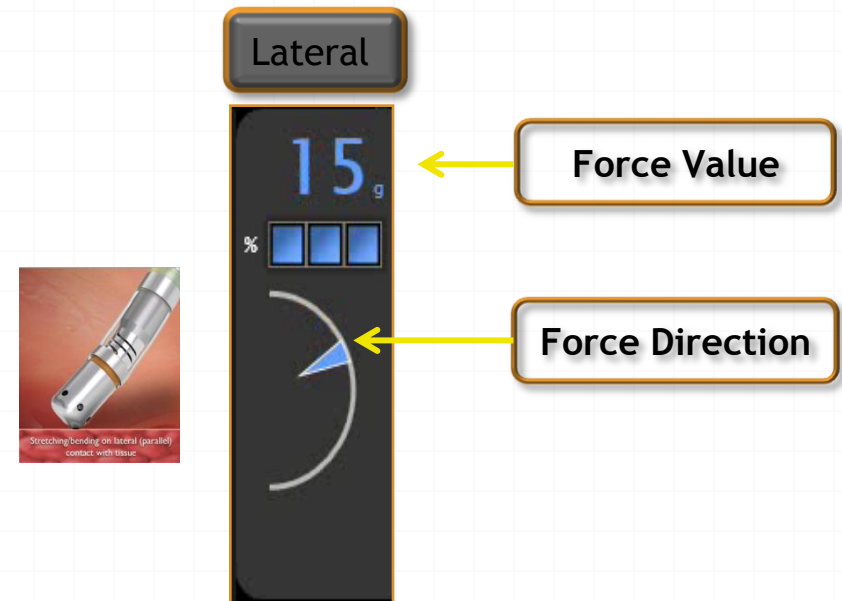 Lateral
15 g
Force Value
%
Force Direction
Stretching/bending on lateral (parallel)
contact with tissue